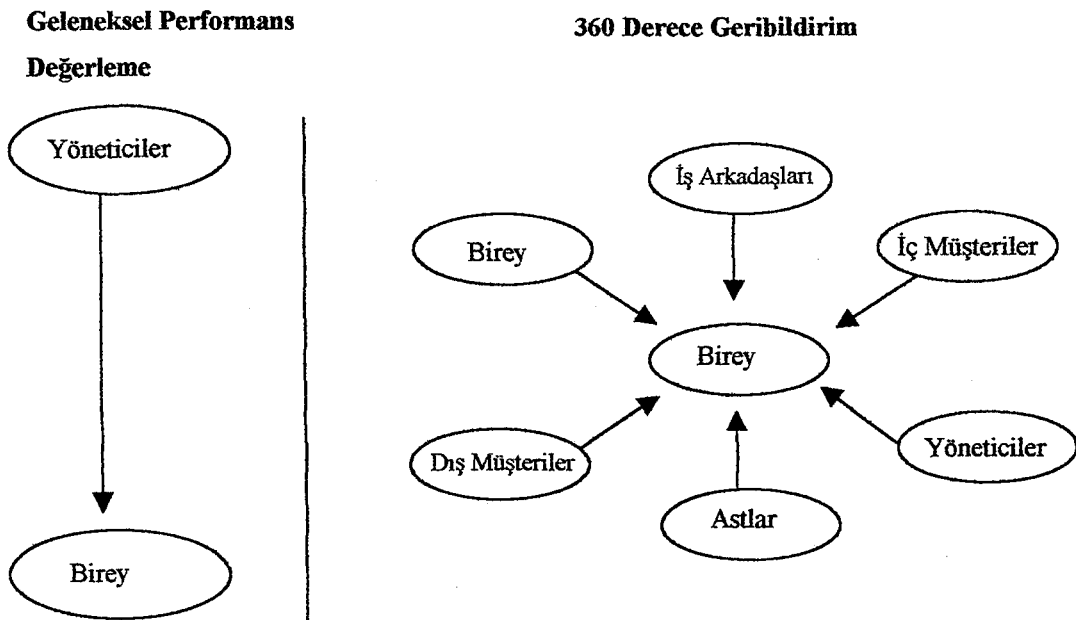 Geleneksel Performans
Değerleme
Yöneticiler
Birey
360 Derece Geribildirim
İş Arkadaşları
Birey
İç Müşteriler
Birey
Dış Müşteriler
Yöneticiler
Astlar